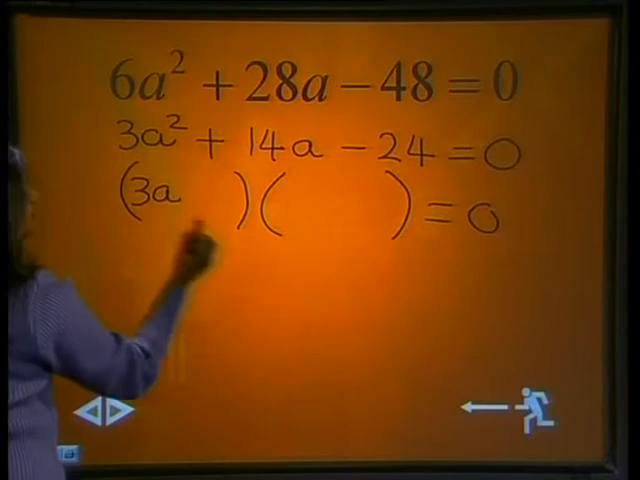 6a² + 28a − 48 = 0
3a² + 14a − 24 = 0
(3a )( ) = 0